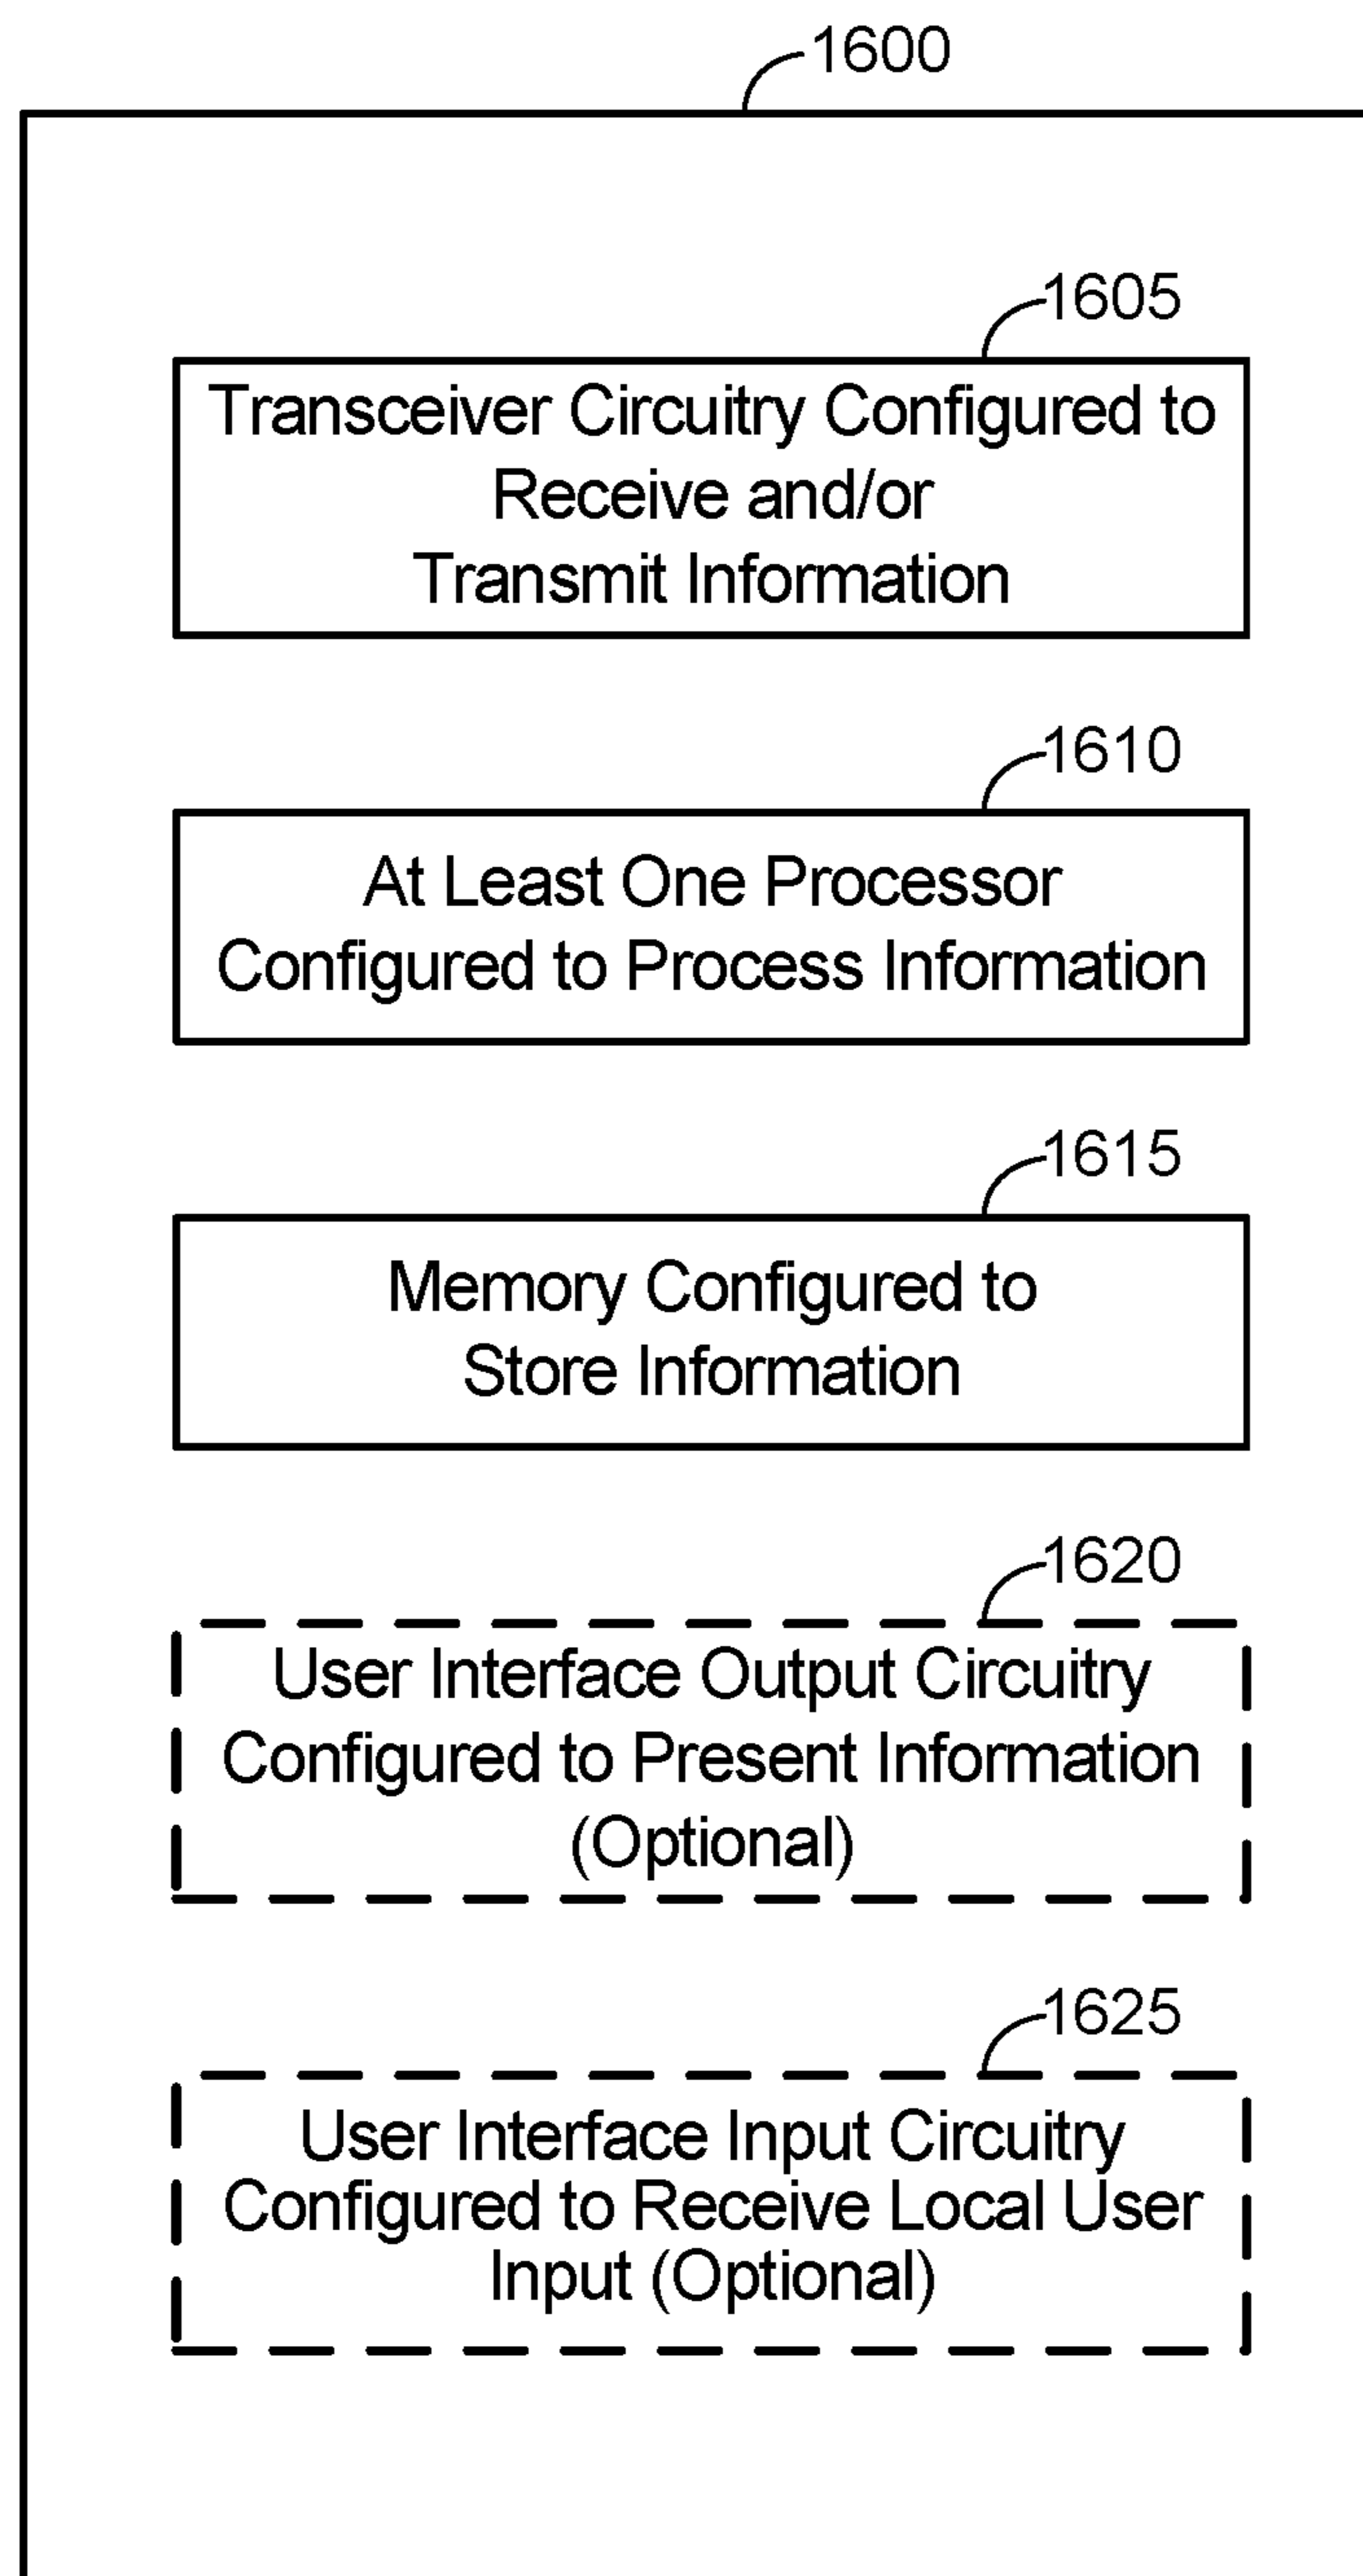 1600
1605
Transceiver Circuitry Configured to
Receive and/or
Transmit Information
1610
At Least One Processor
Configured to Process Information
1615
Memory Configured to
Store Information
1620
User Interface Output Circuitry
Configured to Present Information
(Optional)
1625
User Interface Input Circuitry
Configured to Receive Local User
Input (Optional)